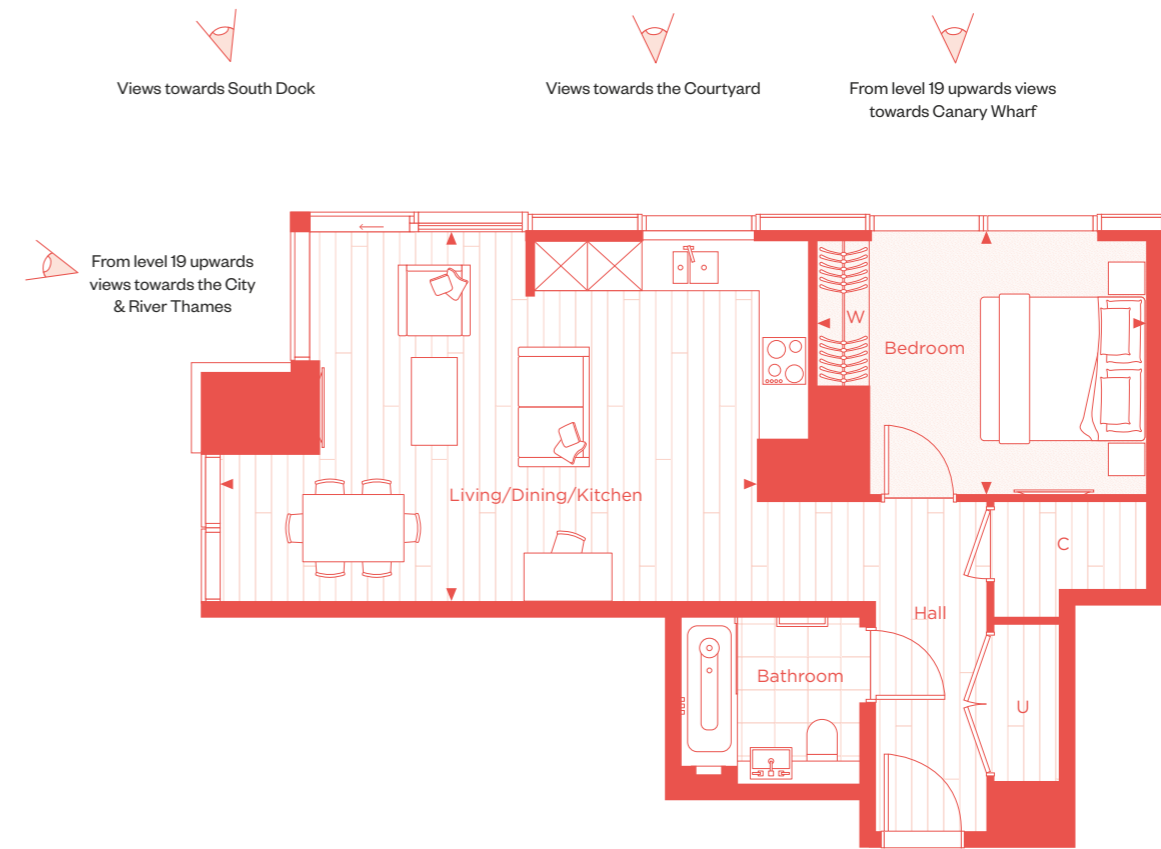 Views towards South Dock
Views towards the Courtyard
From level 19 upwards views
towards Canary Wharf
From level 19 upwards
views towards the City
& River Thames
W
Bedroom
Living/Dining/Kitchen
C
Hall
Bathroom
U